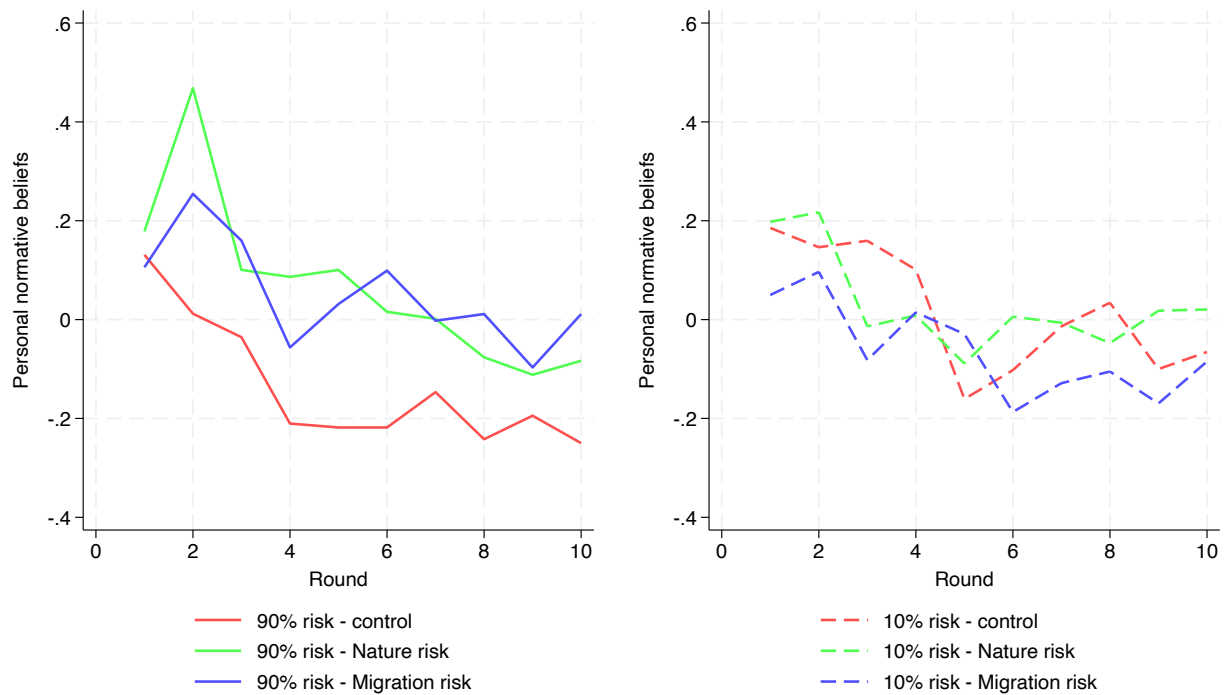 .6
.4
.2
0
-.2
-.4
Personal normative beliefs
0 2 4 6 8 10
Round
90% risk - control
90% risk - Nature risk
90% risk - Migration risk
.6
.4
.2
0
-.2
-.4
Personal normative beliefs
0 2 4 6 8 10
Round
10% risk - control
10% risk - Nature risk
10% risk - Migration risk